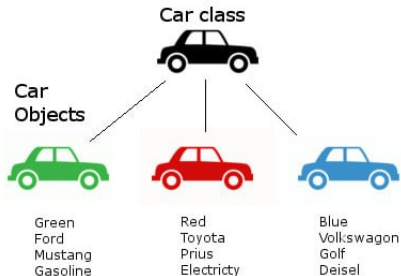 Car class
Car
Objects
Green
Ford
Mustang
Gasoline
Red
Toyota
Prius
Electricty
Blue
Volkswagon
Golf
Deisel